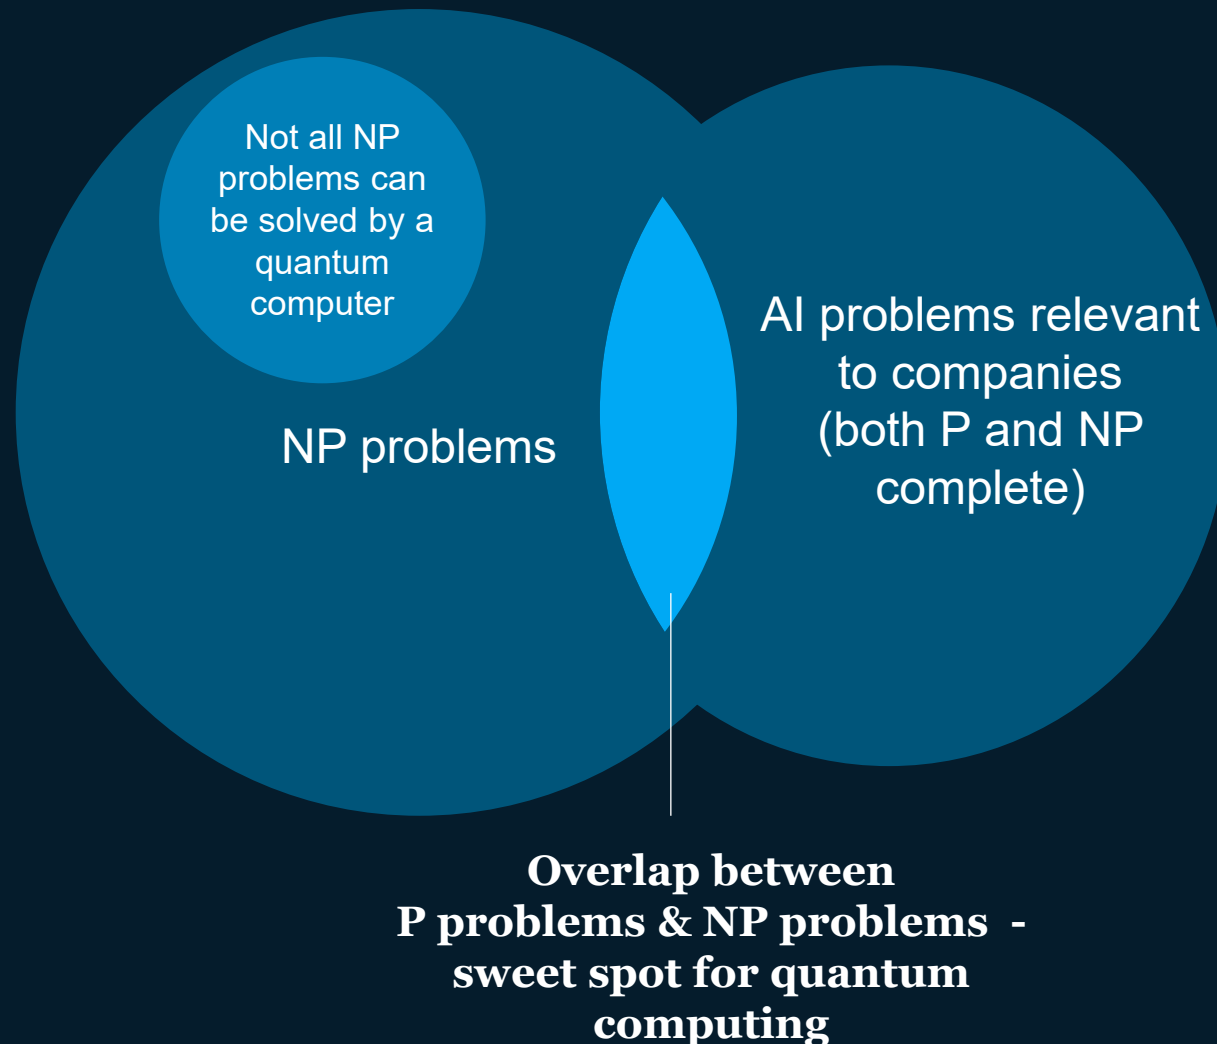 Not all NP
problems can
be solved by a
quantum
computer
NP problems
AI problems relevant
to companies
(both P and NP
complete)
Overlap between
P problems & NP problems -
sweet spot for quantum
computing